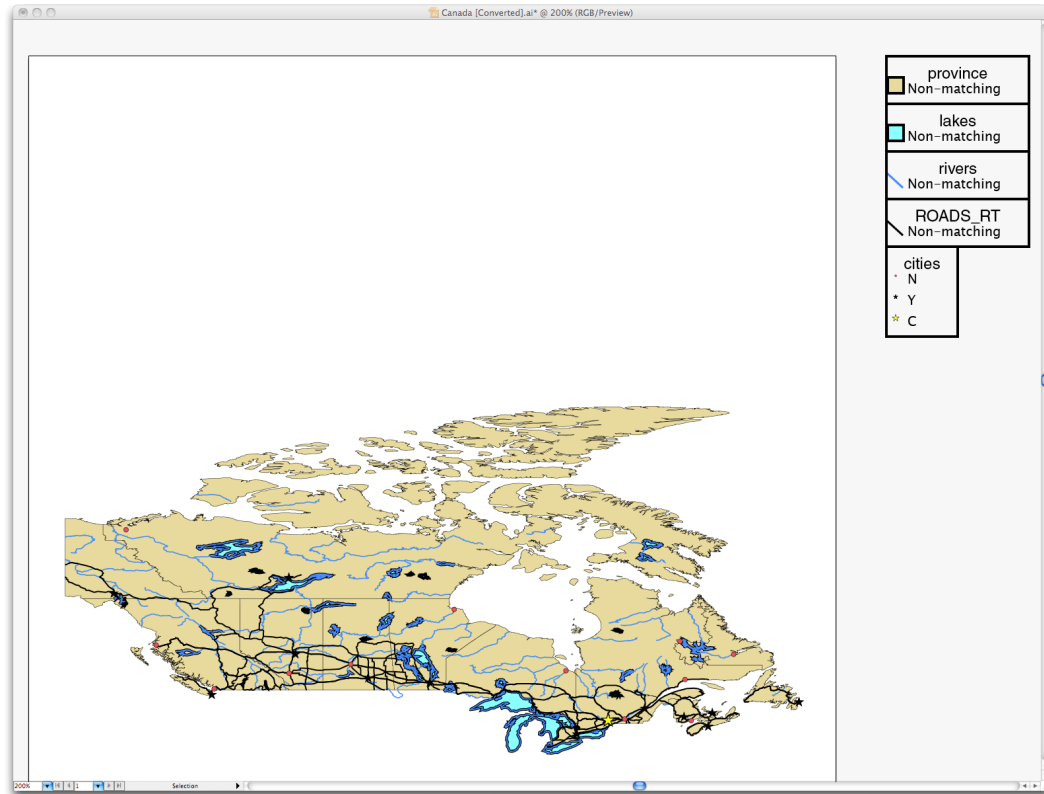 Canada [Converted].ai* @ 200% (RGB/Preview)
province
Non-matching
lakes
Non-matching
rivers
Non-matching
ROADS_RT
Non-matching
cities
N
Y
C
200%
1
Selection